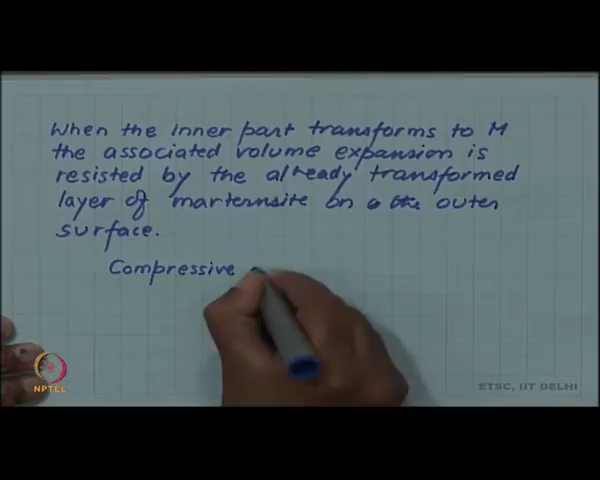 When the inner part transforms to M
the associated volume expansion is
resisted by the already transformed
layer of marternsite on the outer
surface.
Compressive
NPTEL
ETSC, IIT DELHI